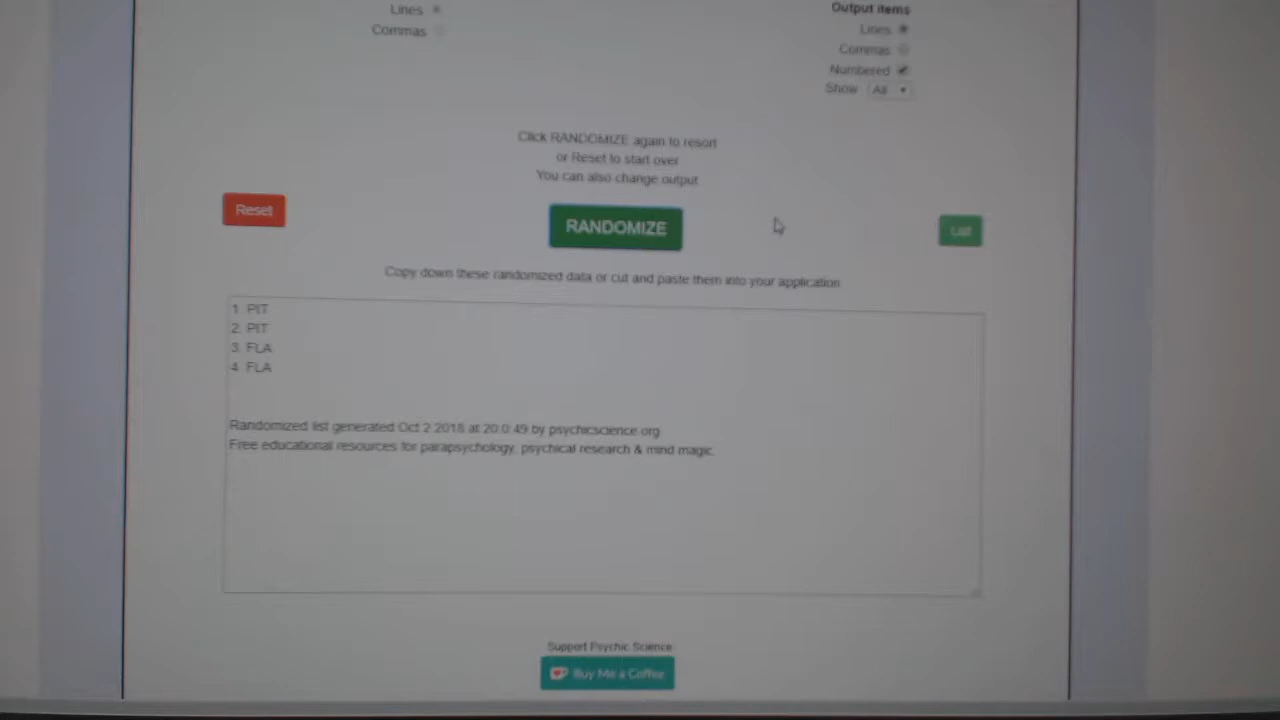 Lines
Commas
Output items
Lines
Commas
Numbered
Show All
Click RANDOMIZE again to resort
or Reset to start over
You can also change output
Reset
RANDOMIZE
List
Copy down these randomized data or cut and paste them into your application
1. PIT
2. PIT
3. FLA
4. FLA
Randomized list generated Oct 2 2018 at 20:0:49 by psychicscience.org
Free educational resources for parapsychology, psychical research & mind magic.
Support Psychic Science
Buy Me a Coffee